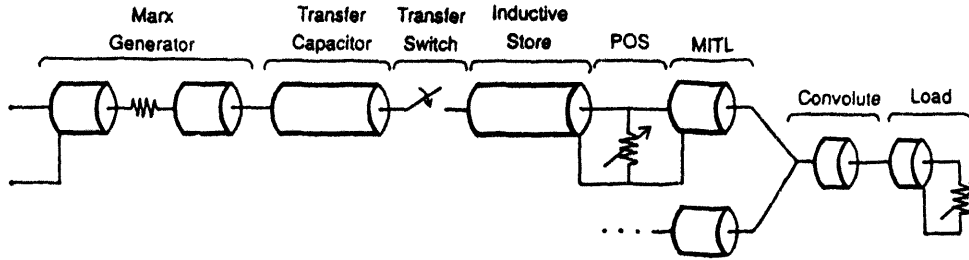 Marx
Generator
Transfer
Capacitor
Transfer
Switch
Inductive
Store
POS
MITL
Convolute
Load